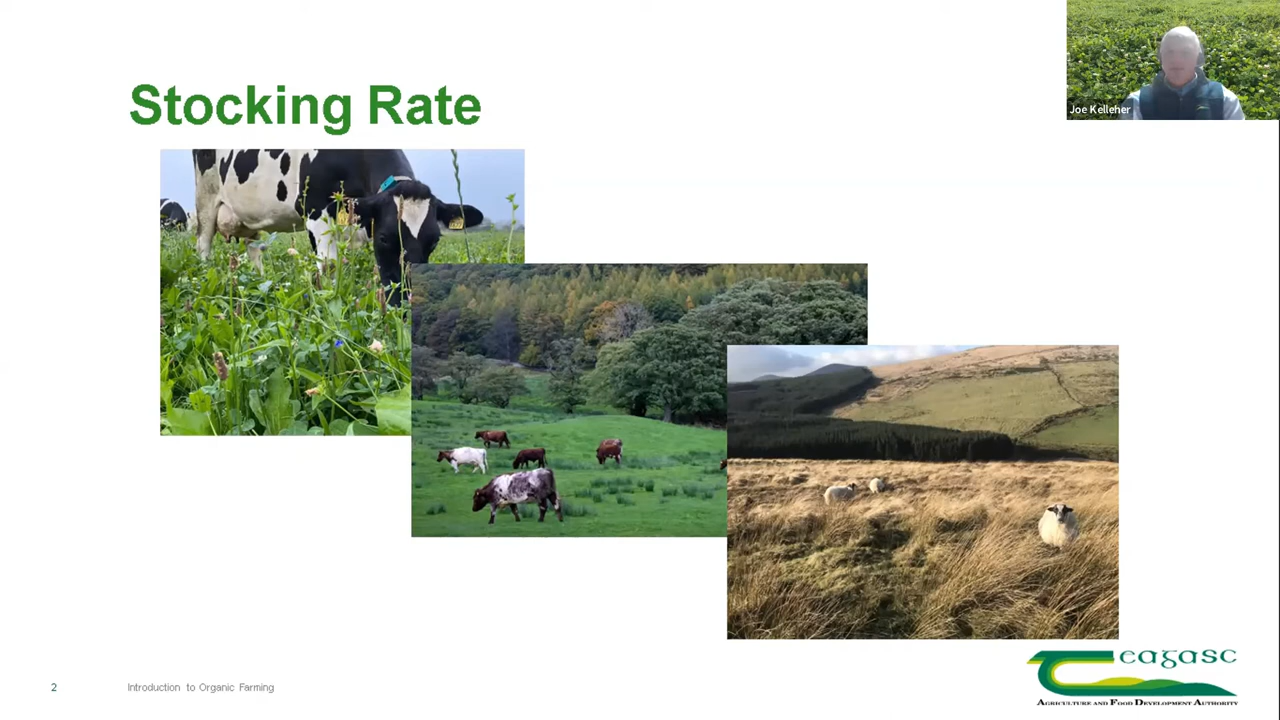 Joe Kelleher
Stocking Rate
2
Introduction to Organic Farming
teagasc
AGRICULTURE AND FOOD DEVELOPMENT AUTHORITY